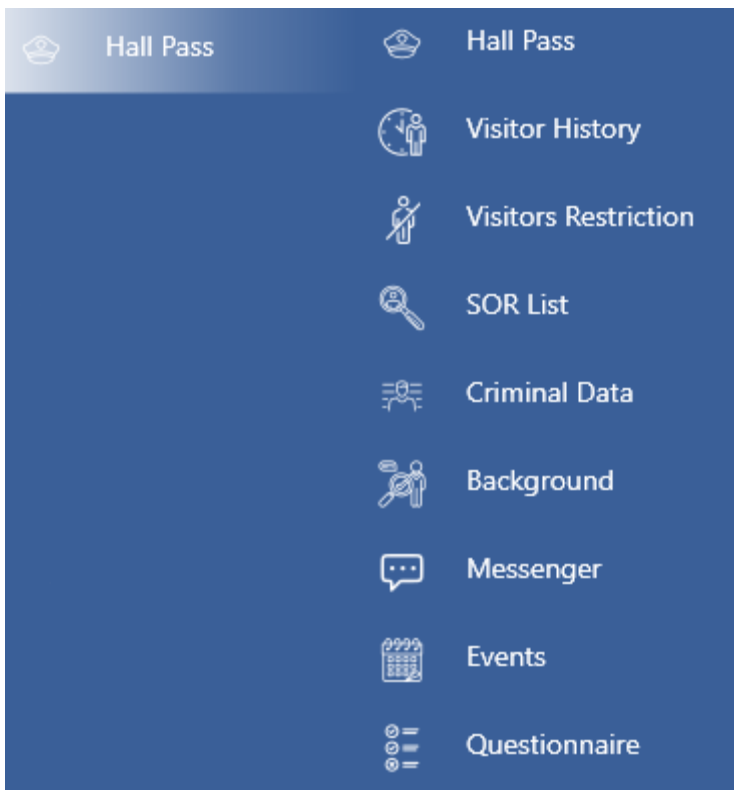 Hall Pass
Hall Pass
Visitor History
Visitors Restriction
SOR List
Criminal Data
Background
Messenger
Events
Questionnaire